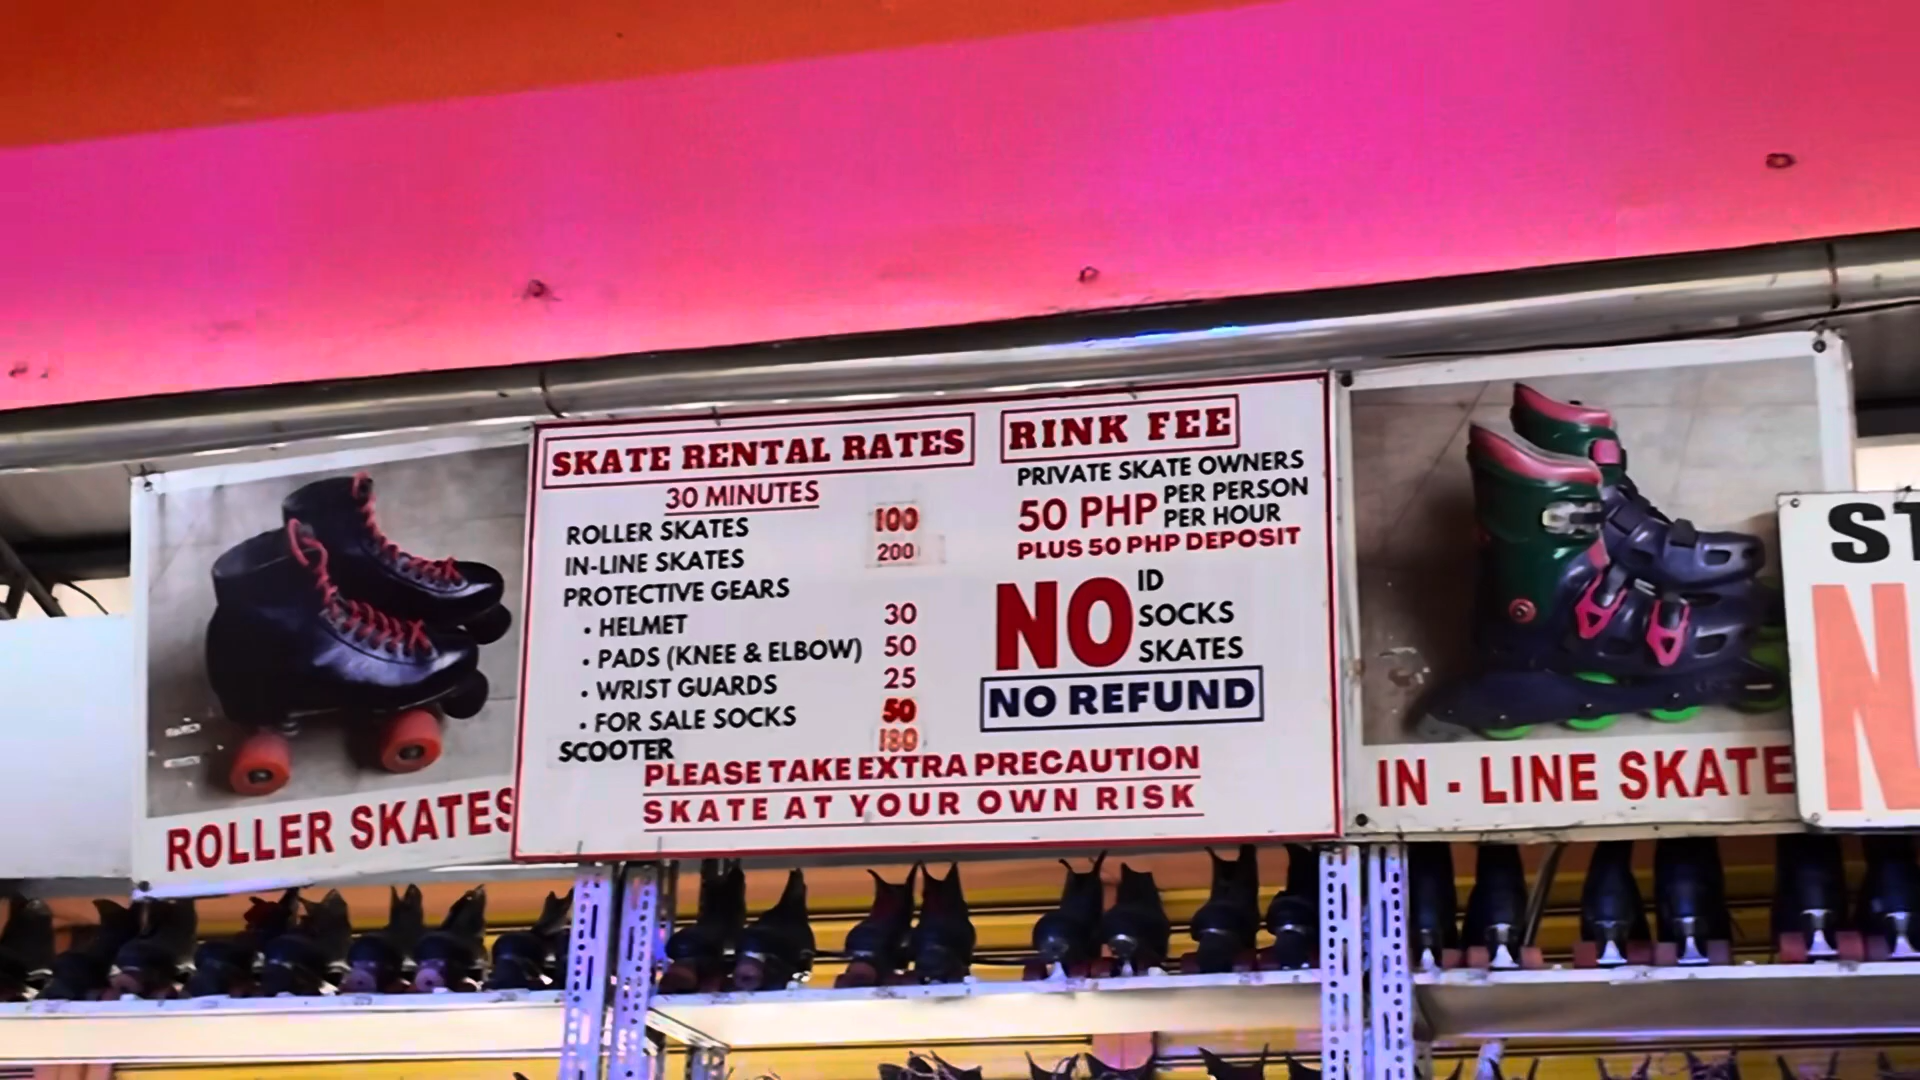 SKATE RENTAL RATES
30 MINUTES
ROLLER SKATES 100
IN-LINE SKATES 200
PROTECTIVE GEARS
• HELMET 30
• PADS (KNEE & ELBOW) 50
• WRIST GUARDS 25
• FOR SALE SOCKS 50
SCOOTER 180
RINK FEE
PRIVATE SKATE OWNERS
50 PHP PER PERSON
PER HOUR
PLUS 50 PHP DEPOSIT
NO ID
SOCKS
SKATES
NO REFUND
PLEASE TAKE EXTRA PRECAUTION
SKATE AT YOUR OWN RISK
ROLLER SKATES
IN - LINE SKATE